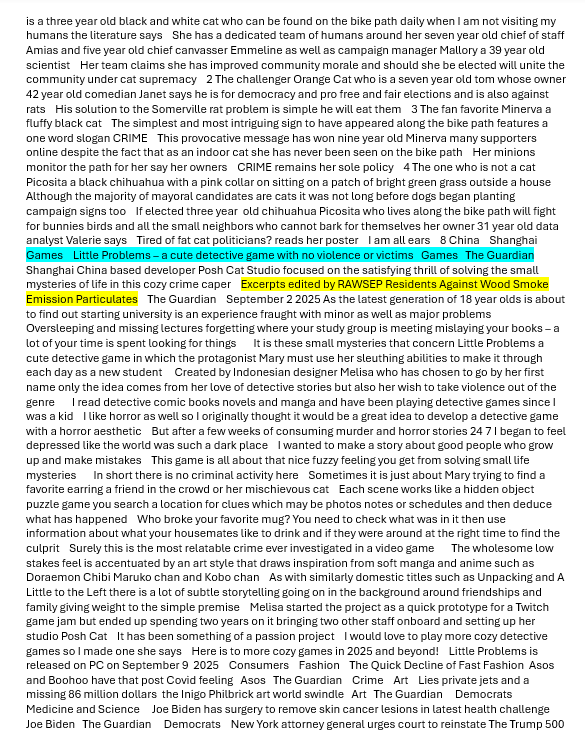 is a three year old black and white cat who can be found on the bike path daily when I am not visiting my
humans the literature says    She has a dedicated team of humans around her seven year old chief of staff
Amias and five year old chief canvasser Emmeline as well as campaign manager Mallory a 39 year old
scientist    Her team claims she has improved community morale and should she be elected will unite the
community under cat supremacy    2 The challenger Orange Cat who is a seven year old tom whose owner
42 year old comedian Janet says he is for democracy and pro free and fair elections and is also against
rats    His solution to the Somerville rat problem is simple he will eat them    3 The fan favorite Minerva a
fluffy black cat    The simplest and most intriguing sign to have appeared along the bike path features a
one word slogan CRIME    This provocative message has won nine year old Minerva many supporters
online despite the fact that as an indoor cat she has never been seen on the bike path    Her minions
monitor the path for her say her owners    CRIME remains her sole policy    4 The one who is not a cat
Picosita a black chihuahua with a pink collar on sitting on a patch of bright green grass outside a house
Although the majority of mayoral candidates are cats it was not long before dogs began planting
campaign signs too    If elected three year  old chihuahua Picosita who lives along the bike path will fight
for bunnies birds and all the small neighbors who cannot bark for themselves her owner 31 year old data
analyst Valerie says    Tired of fat cat politicians? reads her poster    I am all ears    8 China    Shanghai
Games    Little Problems – a cute detective game with no violence or victims    Games   The Guardian
Shanghai China based developer Posh Cat Studio focused on the satisfying thrill of solving the small
mysteries of life in this cozy crime caper    Excerpts edited by RAWSEP Residents Against Wood Smoke
Emission Particulates    The Guardian    September 2 2025 As the latest generation of 18 year olds is about
to find out starting university is an experience fraught with minor as well as major problems
Oversleeping and missing lectures forgetting where your study group is meeting mislaying your books – a
lot of your time is spent looking for things      It is these small mysteries that concern Little Problems a
cute detective game in which the protagonist Mary must use her sleuthing abilities to make it through
each day as a new student    Created by Indonesian designer Melisa who has chosen to go by her first
name only the idea comes from her love of detective stories but also her wish to take violence out of the
genre      I read detective comic books novels and manga and have been playing detective games since I
was a kid    I like horror as well so I originally thought it would be a great idea to develop a detective game
with a horror aesthetic    But after a few weeks of consuming murder and horror stories 24 7 I began to feel
depressed like the world was such a dark place    I wanted to make a story about good people who grow
up and make mistakes    This game is all about that nice fuzzy feeling you get from solving small life
mysteries      In short there is no criminal activity here    Sometimes it is just about Mary trying to find a
favorite earring a friend in the crowd or her mischievous cat    Each scene works like a hidden object
puzzle game you search a location for clues which may be photos notes or schedules and then deduce
what has happened    Who broke your favorite mug? You need to check what was in it then use
information about what your housemates like to drink and if they were around at the right time to find the
culprit    Surely this is the most relatable crime ever investigated in a video game      The wholesome low
stakes feel is accentuated by an art style that draws inspiration from soft manga and anime such as
Doraemon Chibi Maruko chan and Kobo chan    As with similarly domestic titles such as Unpacking and A
Little to the Left there is a lot of subtle storytelling going on in the background around friendships and
family giving weight to the simple premise    Melisa started the project as a quick prototype for a Twitch
game jam but ended up spending two years on it bringing two other staff onboard and setting up her
studio Posh Cat    It has been something of a passion project    I would love to play more cozy detective
games so I made one she says    Here is to more cozy games in 2025 and beyond!    Little Problems is
released on PC on September 9  2025    Consumers    Fashion    The Quick Decline of Fast Fashion  Asos
and Boohoo have that post Covid feeling   Asos   The Guardian    Crime    Art    Lies private jets and a
missing 86 million dollars  the Inigo Philbrick art world swindle   Art   The Guardian     Democrats
Medicine and Science     Joe Biden has surgery to remove skin cancer lesions in latest health challenge
Joe Biden   The Guardian     Democrats    New York attorney general urges court to reinstate The Trump 500